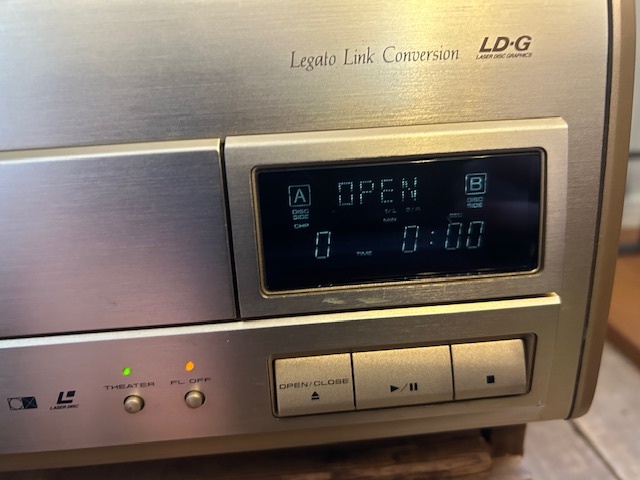 Legato Link Conversion
LD·G
LASER DISC GRAPHICS
A OPEN B
DISC SIDE
DISC SIDE
CHP
MIN
0 TIME 0:00
THEATER
FL OFF
LASER DISC
OPEN/CLOSE